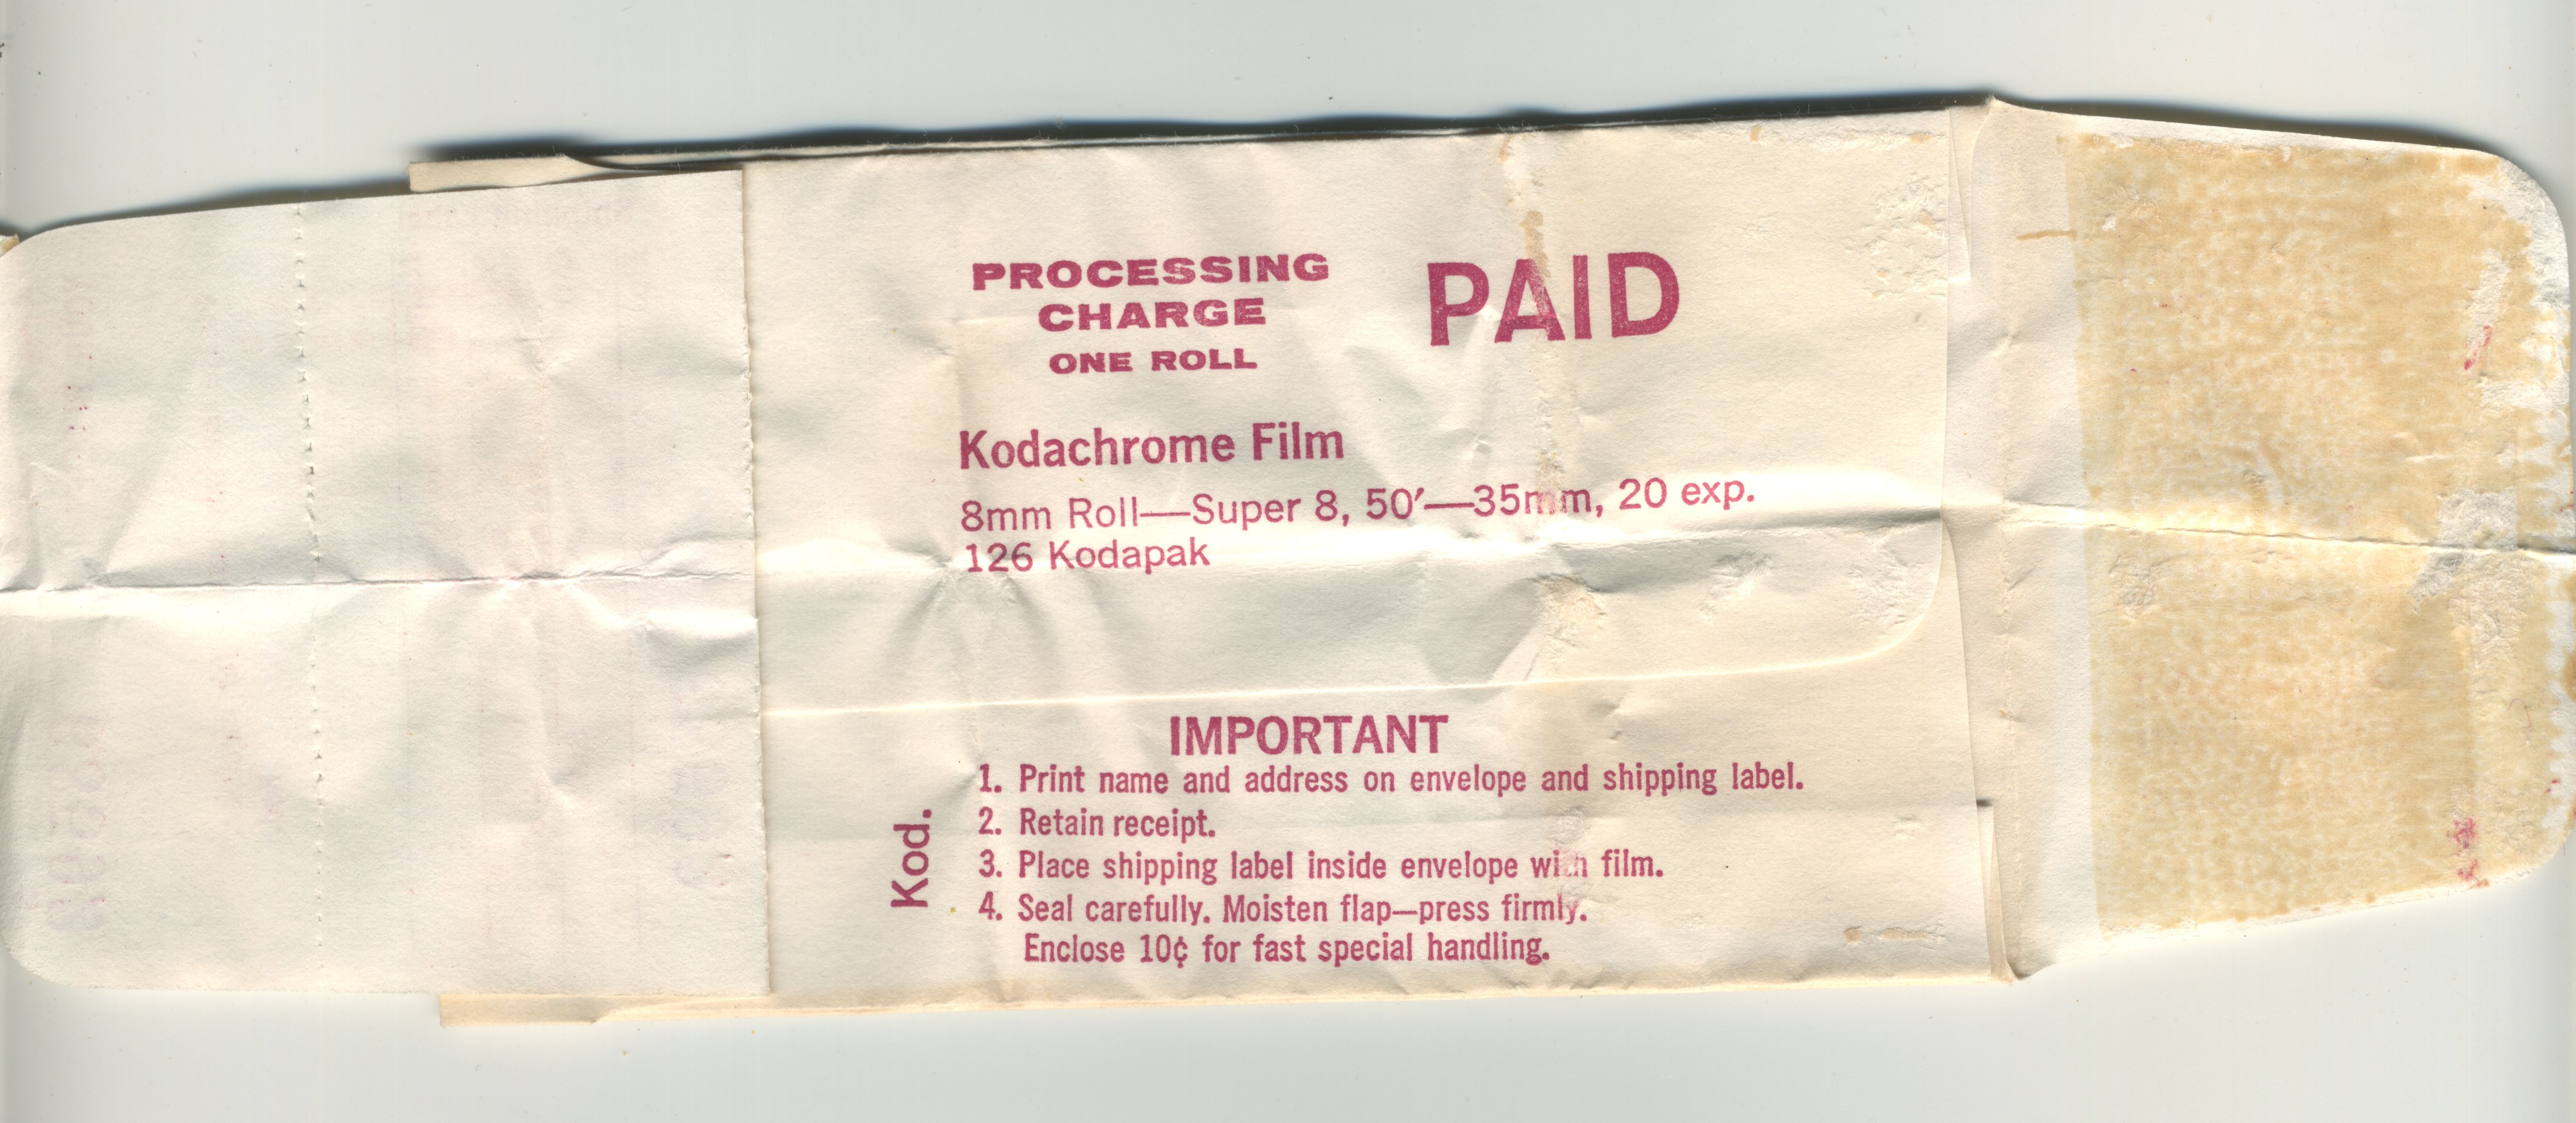 PROCESSING
CHARGE
ONE ROLL
PAID
Kodachrome Film
8mm Roll—Super 8, 50′—35mm, 20 exp.
126 Kodapak
IMPORTANT
1. Print name and address on envelope and shipping label.
2. Retain receipt.
3. Place shipping label inside envelope with film.
4. Seal carefully. Moisten flap—press firmly.
Enclose 10¢ for fast special handling.
Kod.